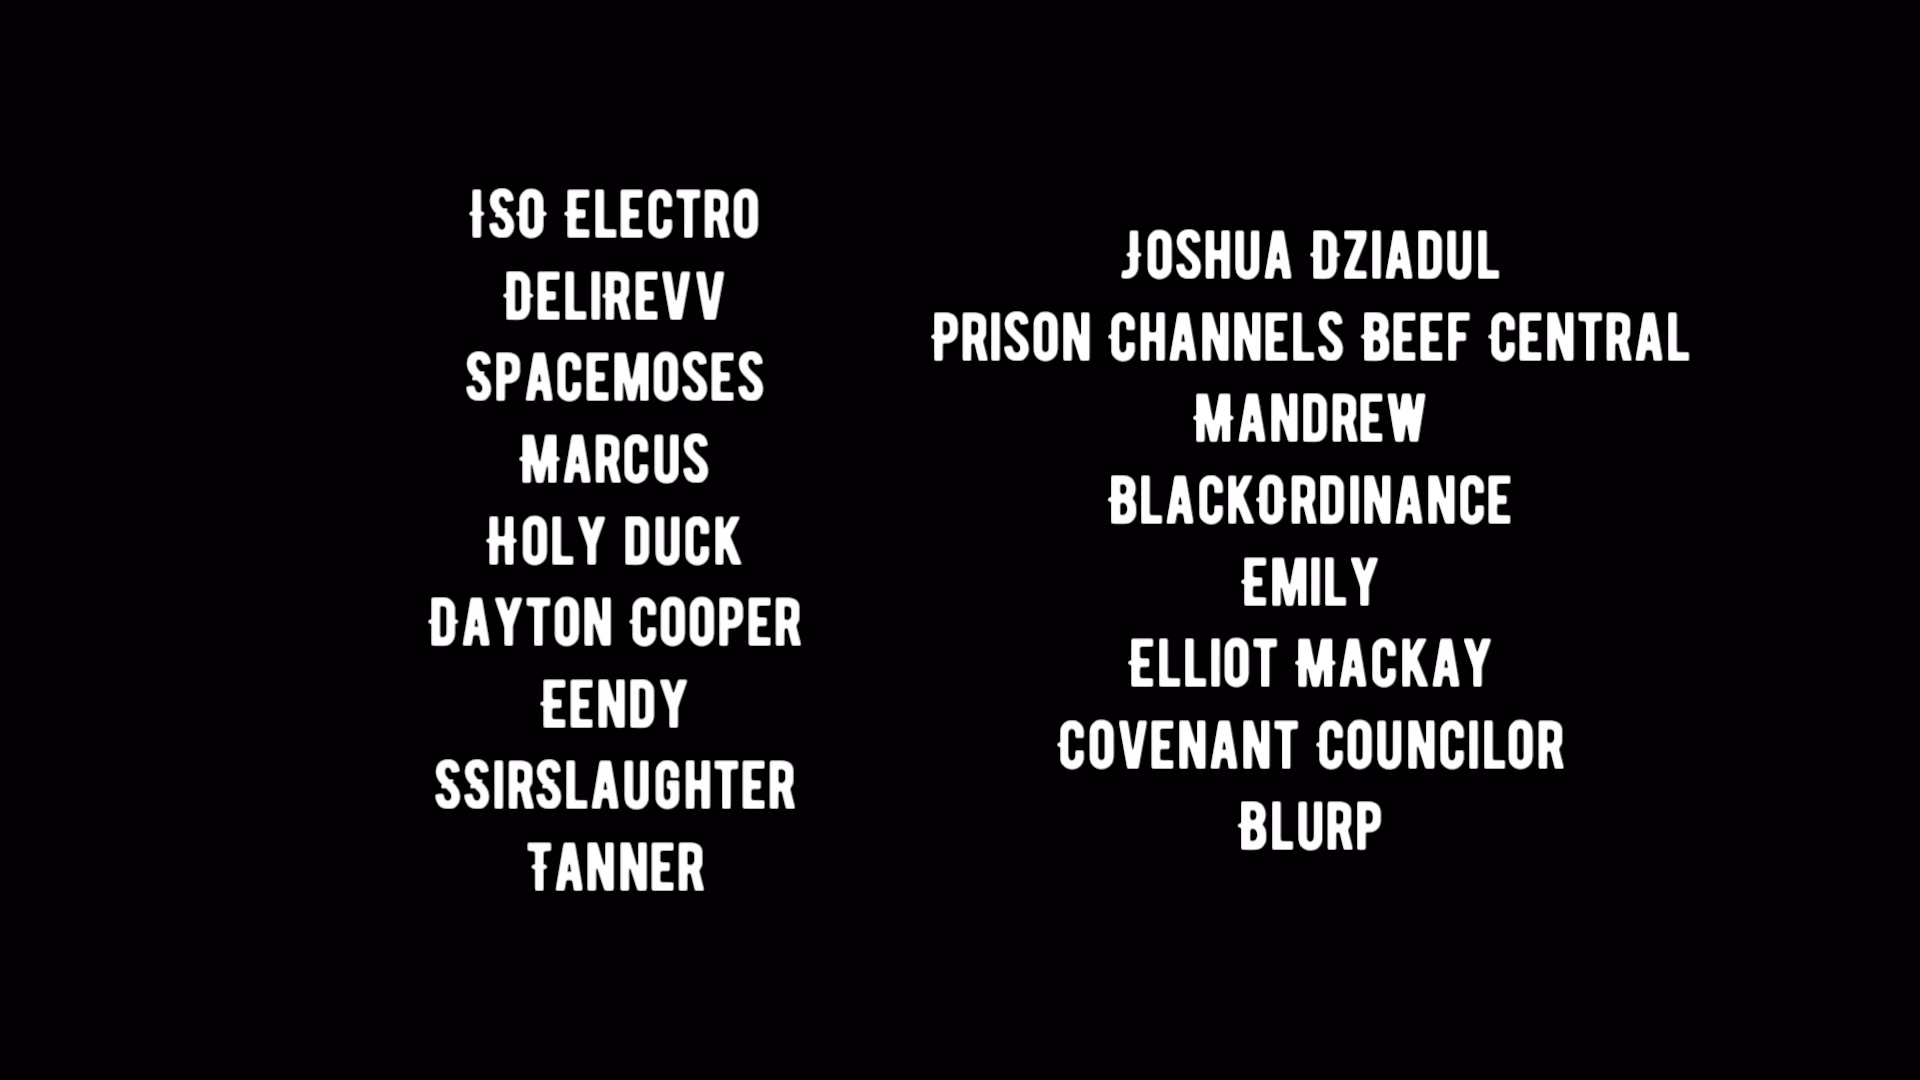 ISO ELECTRO
DELIREVV
SPACEMOSES
MARCUS
HOLY DUCK
DAYTON COOPER
EENDY
SSIRSLAUGHTER
TANNER
JOSHUA DZIADUL
PRISON CHANNELS BEEF CENTRAL
MANDREW
BLACKORDINANCE
EMILY
ELLIOT MACKAY
COVENANT COUNCILOR
BLURP